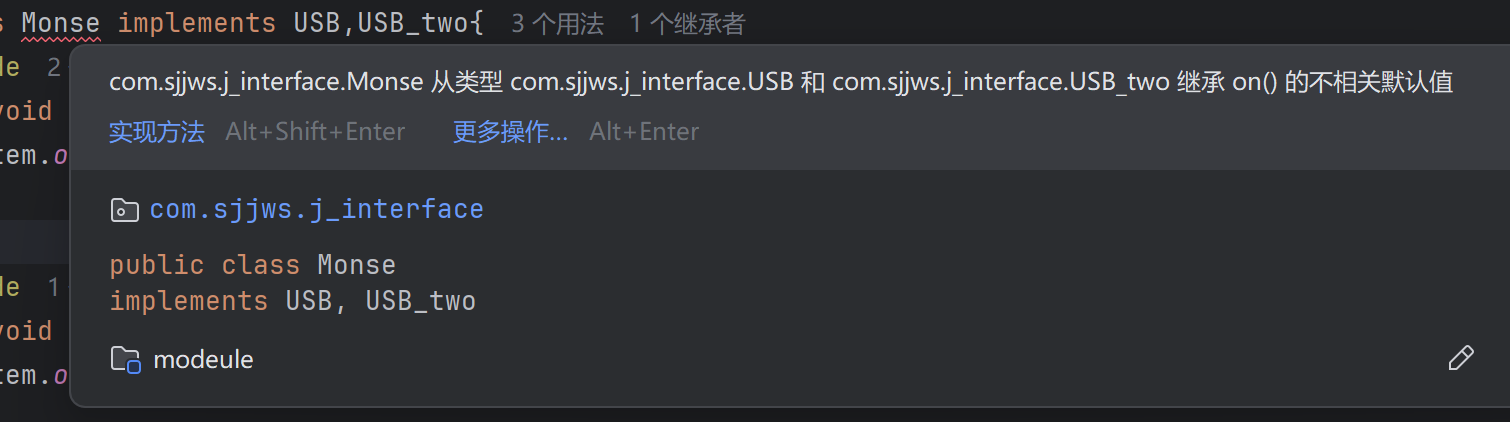 s Monse implements USB,USB_two{ 3 个用法 1 个继承者
de 2
com.sjjws.j_interface.Monse 从类型 com.sjjws.j_interface.USB 和 com.sjjws.j_interface.USB_two 继承 on() 的不相关默认值
void
实现方法 Alt+Shift+Enter 更多操作... Alt+Enter
tem.o
com.sjjws.j_interface
public class Monse
de 1
implements USB, USB_two
void
modeule
tem.o